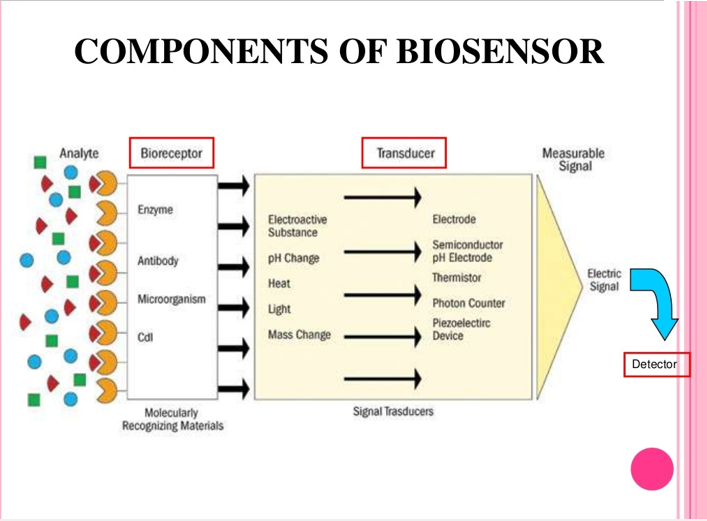 COMPONENTS OF BIOSENSOR
Analyte
Bioreceptor
Transducer
Measurable
Signal
Enzyme
Antibody
Microorganism
Cdl
Electroactive
Substance
pH Change
Heat
Light
Mass Change
Electrode
Semiconductor
pH Electrode
Thermistor
Photon Counter
Piezoelectirc
Device
Electric
Signal
Detector
Molecularly
Recognizing Materials
Signal Trasducers